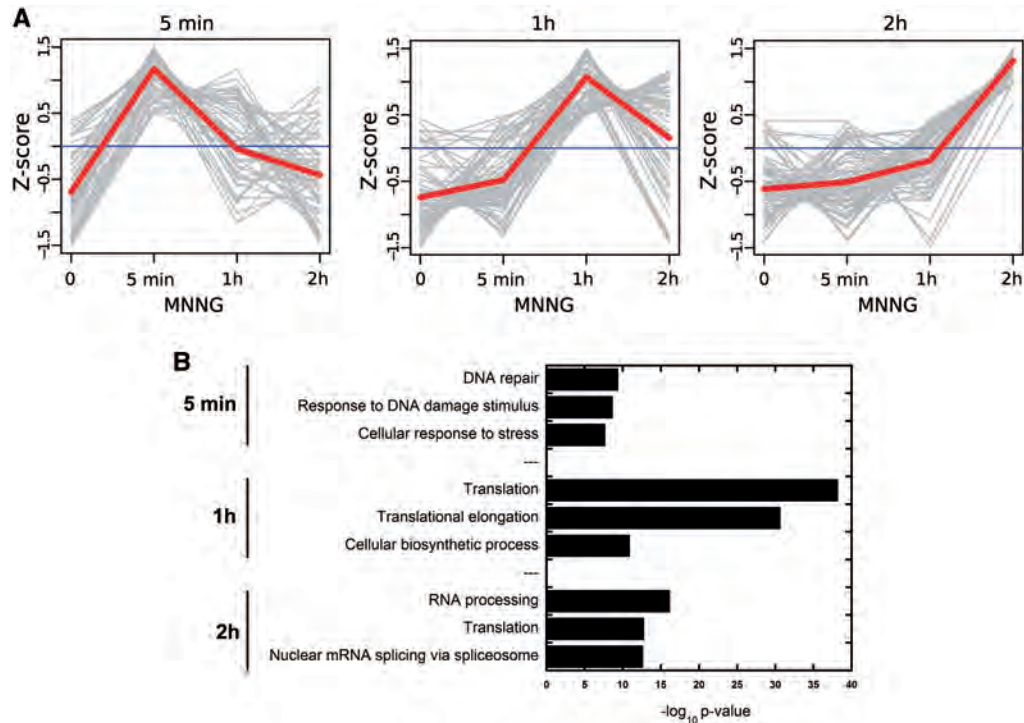 A
5 min
1h
2h
Z-score
1.5
0.5
-0.5
-1.5
0 5 min 1h 2h
MNNG
Z-score
1.5
0.5
-0.5
-1.5
0 5 min 1h 2h
MNNG
Z-score
1.5
0.5
-0.5
-1.5
0 5 min 1h 2h
MNNG
B
5 min
DNA repair
Response to DNA damage stimulus
Cellular response to stress
---
1h
Translation
Translational elongation
Cellular biosynthetic process
---
2h
RNA processing
Translation
Nuclear mRNA splicing via spliceosome
0 5 10 15 20 25 30 35 40
-log10 p-value